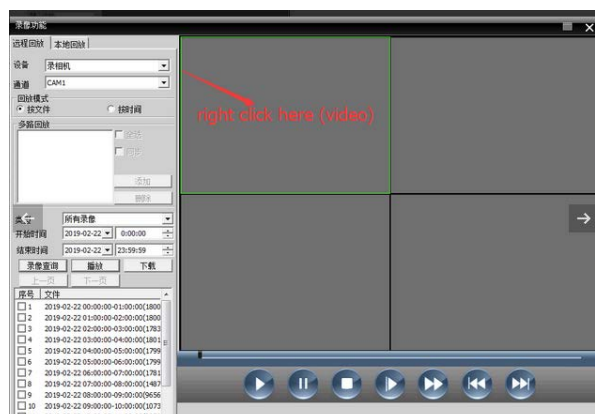 录像功能
远程回放 本地回放
设备 录相机
通道 CAM1
回放模式
按文件 按时间
多路回放
全选
同步
添加
删除
类型 所有录像
开始时间 2019-02-22 0:00:00
结束时间 2019-02-22 23:59:59
录像查询 播放 下载
上一页 下一页
序号 文件
1 2019-02-22 00:00:00-01:00:00(1800
2 2019-02-22 01:00:00-02:00:00(1800
3 2019-02-22 02:00:00-03:00:00(1783
4 2019-02-22 03:00:00-04:00:00(1801
5 2019-02-22 04:00:00-05:00:00(1799
6 2019-02-22 05:00:00-06:00:00(1799
7 2019-02-22 06:00:00-07:00:00(1781
8 2019-02-22 07:00:00-08:00:00(1487
9 2019-02-22 08:00:00-09:00:00(9656
10 2019-02-22 09:00:00-10:00:00(1073
right click here (video)